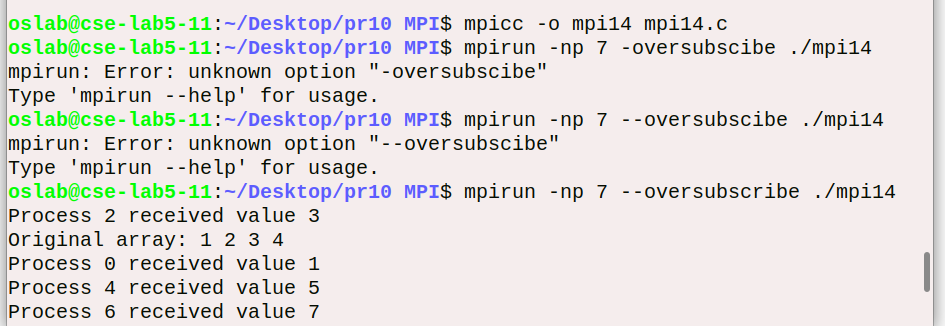 oslab@cse-lab5-11:~/Desktop/pr10 MPI$ mpicc -o mpi14 mpi14.c
oslab@cse-lab5-11:~/Desktop/pr10 MPI$ mpirun -np 7 -oversubscibe ./mpi14
mpirun: Error: unknown option "-oversubscibe"
Type 'mpirun --help' for usage.
oslab@cse-lab5-11:~/Desktop/pr10 MPI$ mpirun -np 7 --oversubscibe ./mpi14
mpirun: Error: unknown option "--oversubscibe"
Type 'mpirun --help' for usage.
oslab@cse-lab5-11:~/Desktop/pr10 MPI$ mpirun -np 7 --oversubscribe ./mpi14
Process 2 received value 3
Original array: 1 2 3 4
Process 0 received value 1
Process 4 received value 5
Process 6 received value 7